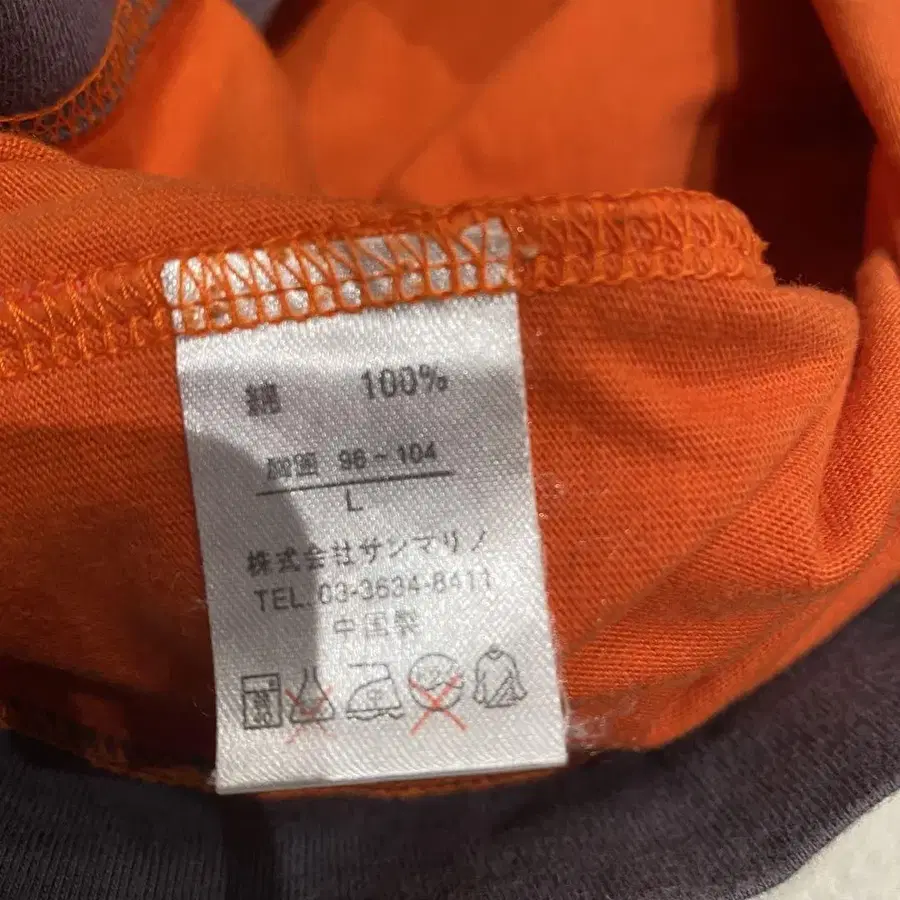 綿 100%
胸囲 96-104
L
株式会社サンマリノ
TEL.03-3634-8411
中国製